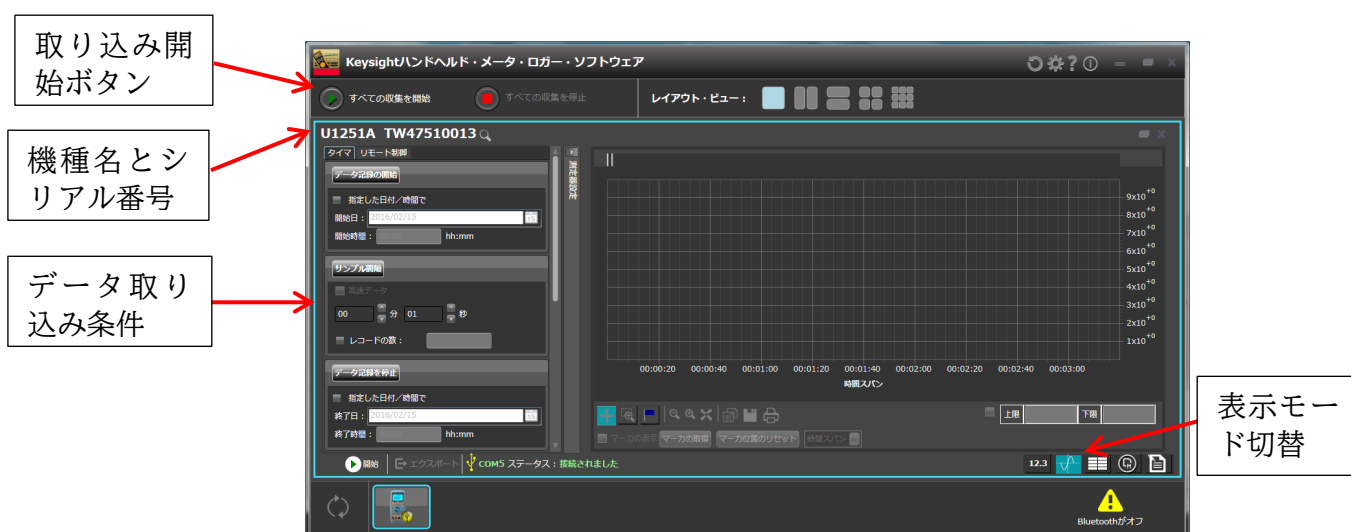 取り込み開
始ボタン
機種名とシ
リアル番号
データ取り
込み条件
Keysightハンドヘルド・メータ・ロガー・ソフトウェア
すべての収集を開始
すべての収集を停止
レイアウト・ビュー：
U1251A TW47510013
タイマ
リモート制御
データ記録の開始
指定した日付／時間で
開始日：
2016/02/15
開始時間：
hh:mm
サンプル間隔
高速データ
00
分
01
秒
レコードの数：
データ記録を停止
指定した日付／時間で
終了日：
2016/02/15
終了時間：
hh:mm
測定器設定
9x10+0
8x10+0
7x10+0
6x10+0
5x10+0
4x10+0
3x10+0
2x10+0
1x10+0
00:00:20 00:00:40 00:01:00 00:01:20 00:01:40 00:02:00 00:02:20 00:02:40 00:03:00
時間スパン
上限
下限
マーカの表示
マーカの取得
マーカ位置のリセット
時間スパン
開始
エクスポート
COM5 ステータス：接続されました
12.3
Bluetoothがオフ
表示モー
ド切替